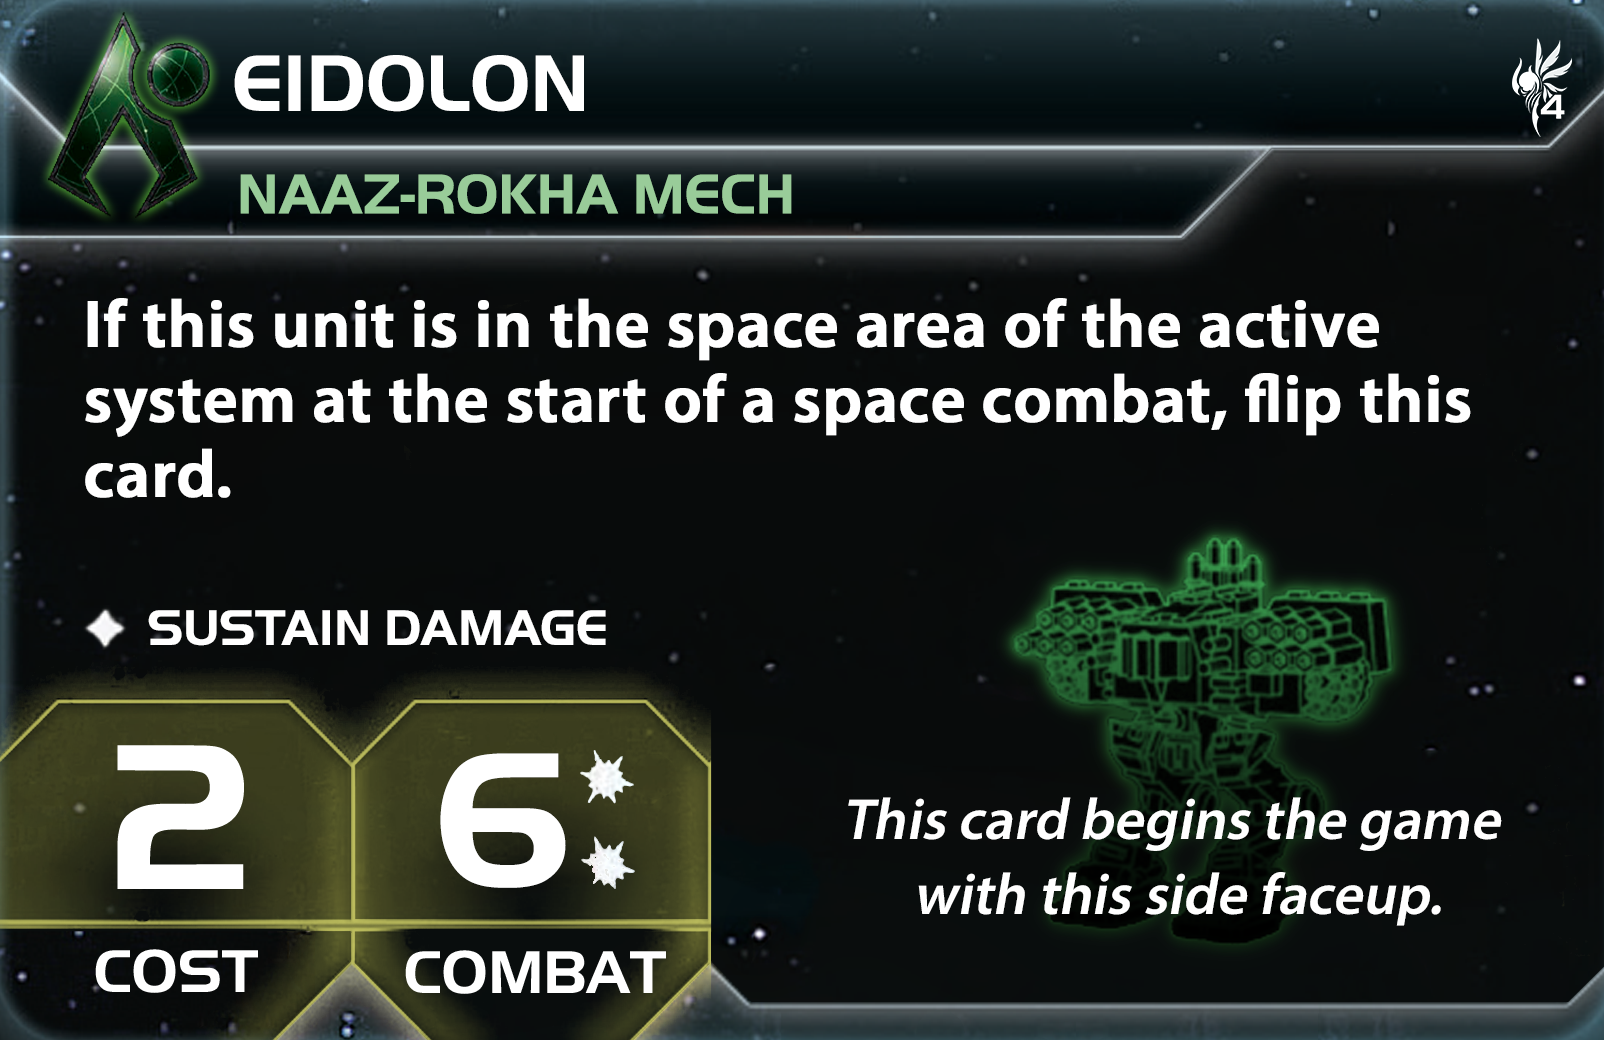 EIDOLON
4
NAAZ-ROKHA MECH
If this unit is in the space area of the active
system at the start of a space combat, flip this
card.
SUSTAIN DAMAGE
2
6
COST
COMBAT
This card begins the game
with this side faceup.